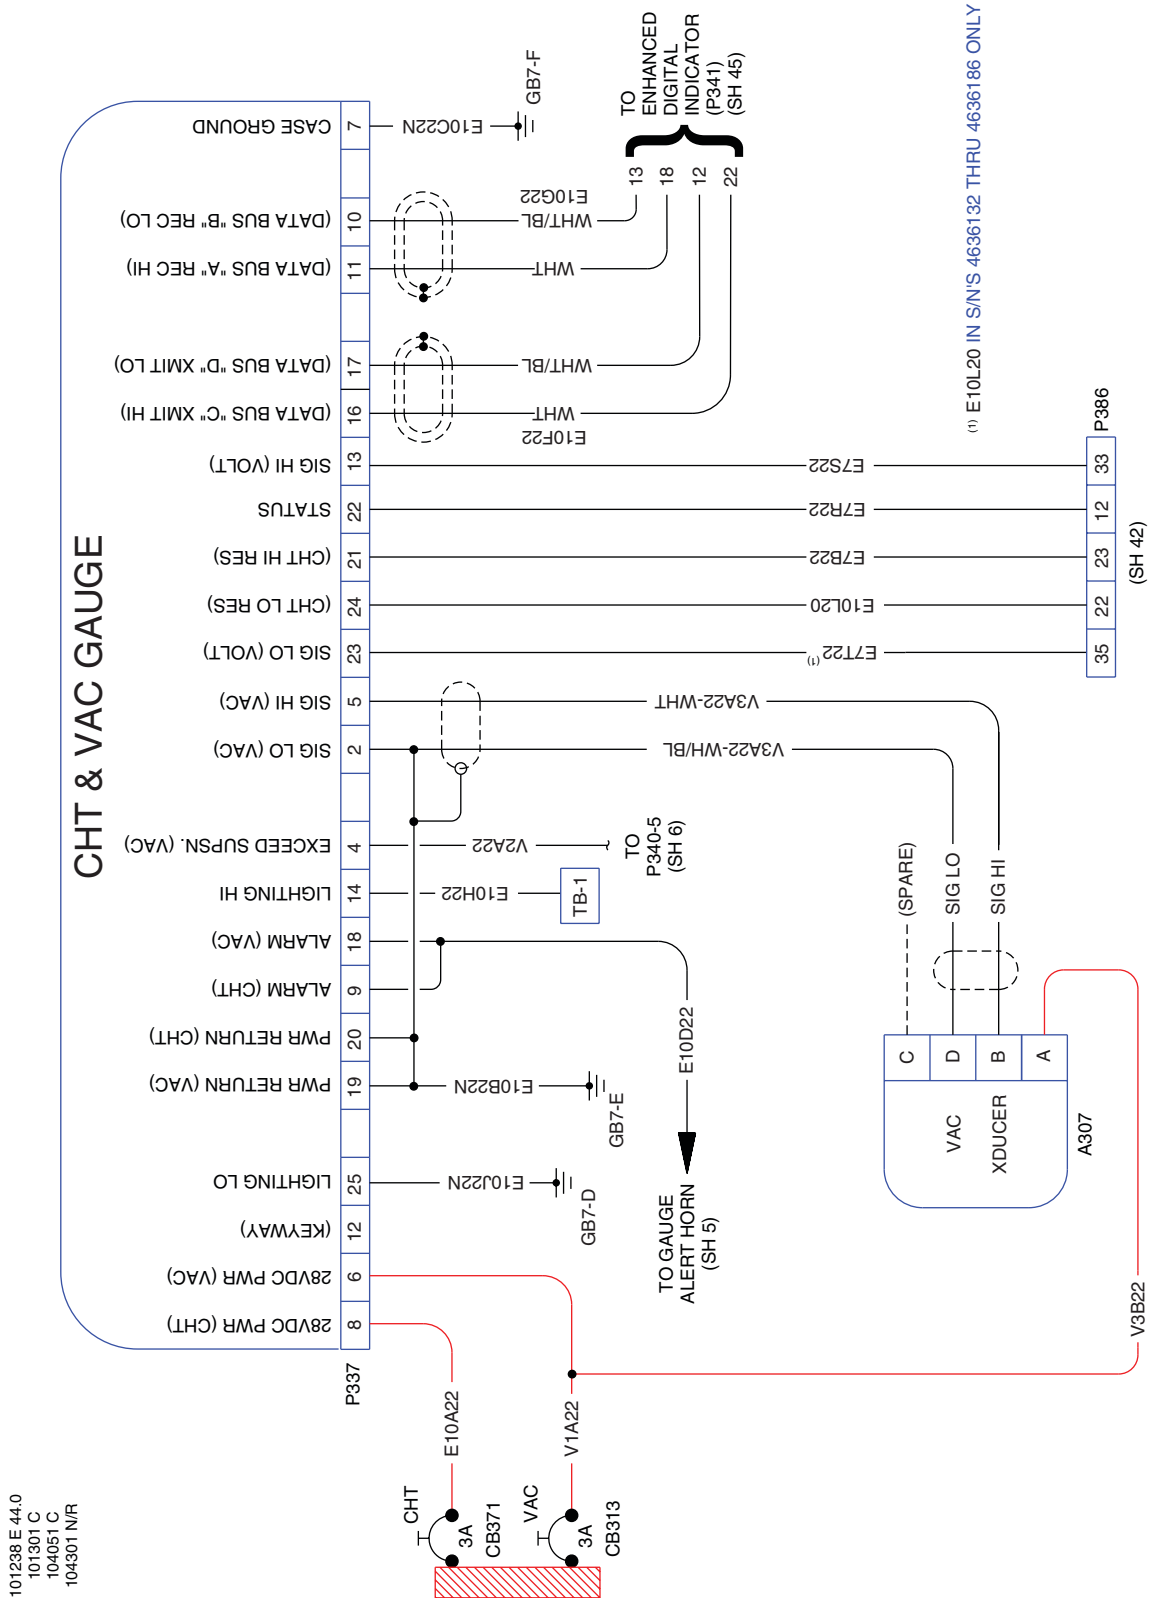 101238 E 44.0
101301 C
104051 C
104301 N/R
CHT & VAC GAUGE
P337
8
28VDC PWR (CHT)
6
28VDC PWR (VAC)
12
(KEYWAY)
25
LIGHTING LO
19
PWR RETURN (VAC)
20
PWR RETURN (CHT)
9
ALARM (CHT)
18
ALARM (VAC)
14
LIGHTING HI
4
EXCEED SUPSN. (VAC)
2
SIG LO (VAC)
5
SIG HI (VAC)
23
SIG LO (VOLT)
24
(CHT LO RES)
21
(CHT HI RES)
22
STATUS
13
SIG HI (VOLT)
16
(DATA BUS "C" XMIT HI)
17
(DATA BUS "D" XMIT LO)
11
(DATA BUS "A" REC HI)
10
(DATA BUS "B" REC LO)
7
CASE GROUND
E10A22
CHT
3A
CB371
V1A22
VAC
3A
CB313
E10J22N
GB7-D
E10B22N
GB7-E
E10D22
TO GAUGE
ALERT HORN
(SH 5)
E10H22
TB-1
V2A22
TO
P340-5
(SH 6)
V3A22-WH/BL
V3A22-WHT
E7T22 (1)
E10L20
E7B22
E7R22
E7S22
35
22
23
12
33
P386
(SH 42)
E10F22
WHT
WHT/BL
WHT
WHT/BL
E10G22
E10C22N
GB7-F
13
18
12
22
TO
ENHANCED
DIGITAL
INDICATOR
(P341)
(SH 45)
(SPARE)
SIG LO
SIG HI
C
D
B
A
VAC
XDUCER
A307
V3B22
(1) E10L20 IN S/N'S 4636132 THRU 4636186 ONLY